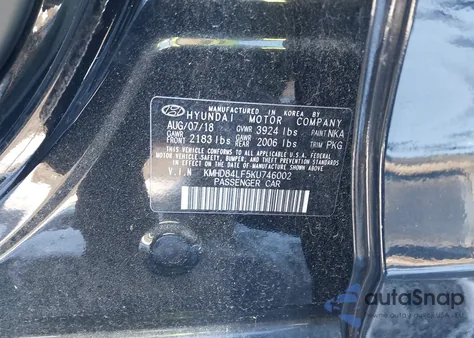 MANUFACTURED IN KOREA BY
HYUNDAI MOTOR COMPANY
AUG/07/18 GVWR 3924 lbs PAINT NKA
GAWR FRONT 2183 lbs GAWR REAR 2006 lbs TRIM PKG
THIS VEHICLE CONFORMS TO ALL APPLICABLE U.S. FEDERAL
MOTOR VEHICLE SAFETY, BUMPER, AND THEFT PREVENTION STANDARDS
IN EFFECT ON THE DATE OF MANUFACTURE SHOWN ABOVE.
V.I.N KMHD84LF5KU746002
PASSENGER CAR
autoSnap